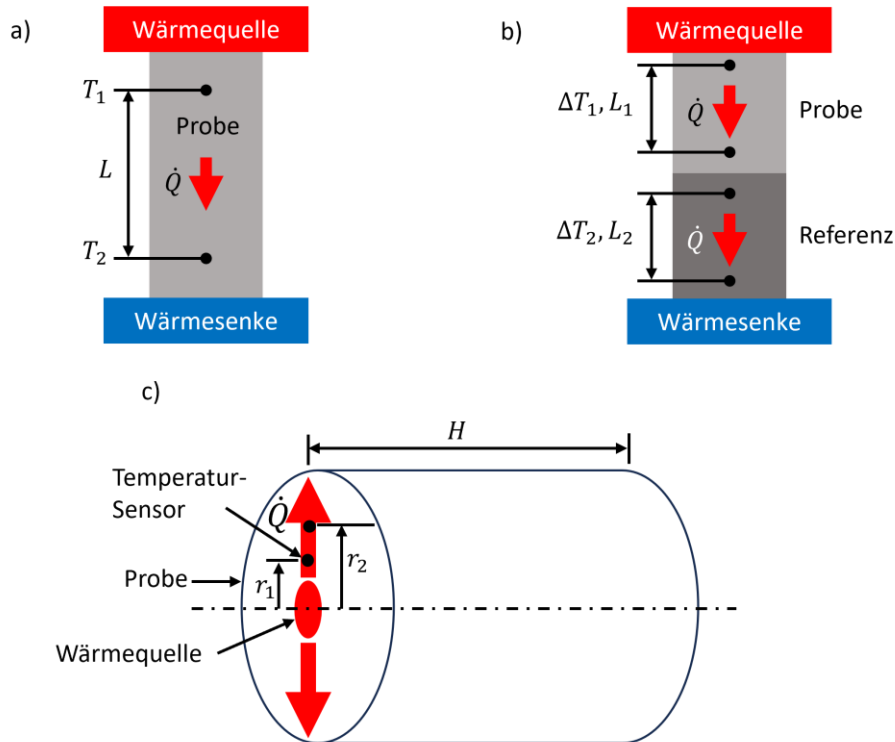 a)
Wärmequelle
T₁
Probe
L
Q̇
T₂
Wärmesenke
b)
Wärmequelle
ΔT₁, L₁
Q̇
Probe
ΔT₂, L₂
Q̇
Referenz
Wärmesenke
c)
H
Temperatur-
Sensor
Q̇
r₂
Probe
r₁
Wärmequelle